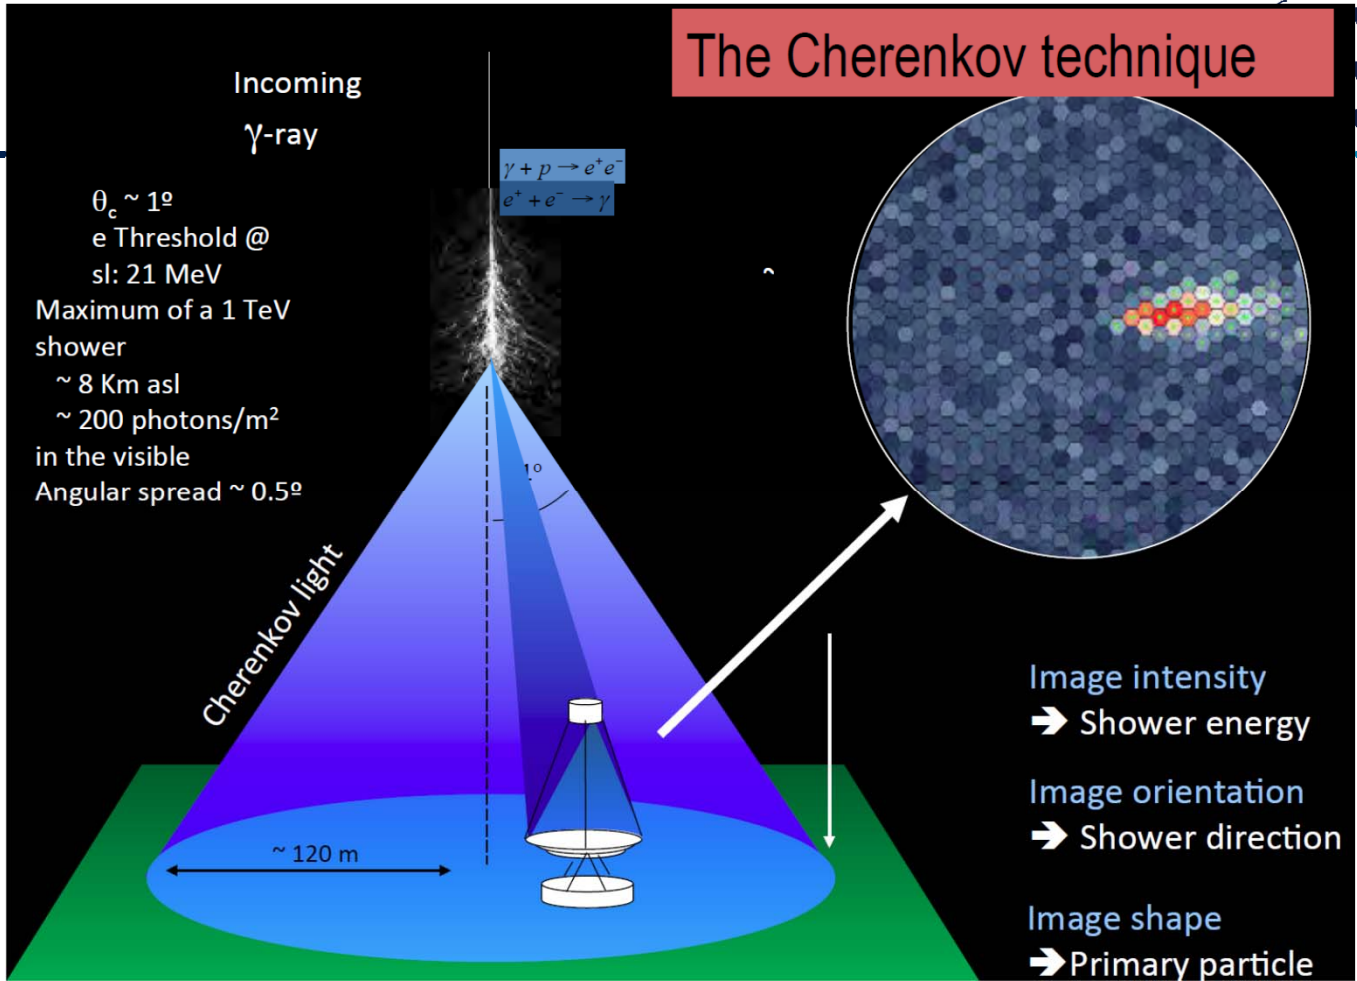 The Cherenkov technique
Incoming
γ-ray
γ + p → e⁺e⁻
e⁺ + e⁻ → γ
θc ~ 1º
e Threshold @
sl: 21 MeV
Maximum of a 1 TeV
shower
~ 8 Km asl
~ 200 photons/m²
in the visible
Angular spread ~ 0.5º
1º
Cherenkov light
~ 120 m
Image intensity
➔ Shower energy
Image orientation
➔ Shower direction
Image shape
➔Primary particle